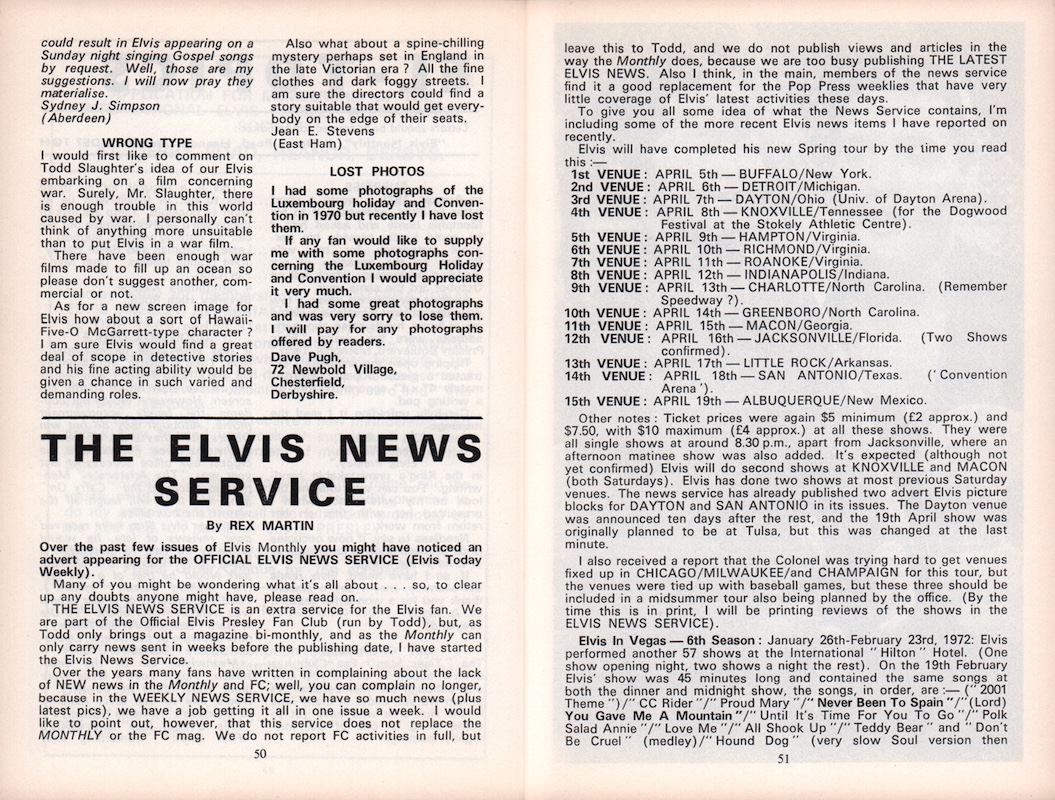 could result in Elvis appearing on a
Sunday night singing Gospel songs
by request. Well, those are my
suggestions. I will now pray they
materialise.
Sydney J. Simpson
(Aberdeen)
WRONG TYPE
I would first like to comment on
Todd Slaughter's idea of our Elvis
embarking on a film concerning
war. Surely, Mr. Slaughter, there
is enough trouble in this world
caused by war. I personally can't
think of anything more unsuitable
than to put Elvis in a war film.
There have been enough war
films made to fill up an ocean so
please don't suggest another, com-
mercial or not.
As for a new screen image for
Elvis how about a sort of Hawaii-
Five-O McGarrett-type character ?
I am sure Elvis would find a great
deal of scope in detective stories
and his fine acting ability would be
given a chance in such varied and
demanding roles.
Also what about a spine-chilling
mystery perhaps set in England in
the late Victorian era ? All the fine
clothes and dark foggy streets. I
am sure the directors could find a
story suitable that would get every-
body on the edge of their seats.
Jean E. Stevens
(East Ham)
LOST PHOTOS
I had some photographs of the
Luxembourg holiday and Conven-
tion in 1970 but recently I have lost
them.
If any fan would like to supply
me with some photographs con-
cerning the Luxembourg Holiday
and Convention I would appreciate
it very much.
I had some great photographs
and was very sorry to lose them.
I will pay for any photographs
offered by readers.
Dave Pugh,
72 Newbold Village,
Chesterfield,
Derbyshire.
THE ELVIS NEWS
SERVICE
By REX MARTIN
Over the past few issues of Elvis Monthly you might have noticed an
advert appearing for the OFFICIAL ELVIS NEWS SERVICE (Elvis Today
Weekly).
Many of you might be wondering what it's all about . . . so, to clear
up any doubts anyone might have, please read on.
THE ELVIS NEWS SERVICE is an extra service for the Elvis fan. We
are part of the Official Elvis Presley Fan Club (run by Todd), but, as
Todd only brings out a magazine bi-monthly, and as the Monthly can
only carry news sent in weeks before the publishing date, I have started
the Elvis News Service.
Over the years many fans have written in complaining about the lack
of NEW news in the Monthly and FC; well, you can complain no longer,
because in the WEEKLY NEWS SERVICE, we have so much news (plus
latest pics), we have a job getting it all in one issue a week. I would
like to point out, however, that this service does not replace the
MONTHLY or the FC mag. We do not report FC activities in full, but
50
leave this to Todd, and we do not publish views and articles in the
way the Monthly does, because we are too busy publishing THE LATEST
ELVIS NEWS. Also I think, in the main, members of the news service
find it a good replacement for the Pop Press weeklies that have very
little coverage of Elvis' latest activities these days.
To give you all some idea of what the News Service contains, I'm
including some of the more recent Elvis news items I have reported on
recently.
Elvis will have completed his new Spring tour by the time you read
this :—
1st VENUE: APRIL 5th — BUFFALO/New York.
2nd VENUE: APRIL 6th — DETROIT/Michigan.
3rd VENUE: APRIL 7th — DAYTON/Ohio (Univ. of Dayton Arena).
4th VENUE: APRIL 8th — KNOXVILLE/Tennessee (for the Dogwood
Festival at the Stokely Athletic Centre).
5th VENUE: APRIL 9th — HAMPTON/Virginia.
6th VENUE: APRIL 10th — RICHMOND/Virginia.
7th VENUE: APRIL 11th — ROANOKE/Virginia.
8th VENUE: APRIL 12th — INDIANAPOLIS/Indiana.
9th VENUE: APRIL 13th — CHARLOTTE/North Carolina. (Remember
Speedway ?).
10th VENUE: APRIL 14th — GREENBORO/North Carolina.
11th VENUE: APRIL 15th — MACON/Georgia.
12th VENUE: APRIL 16th — JACKSONVILLE/Florida. (Two Shows
confirmed).
13th VENUE: APRIL 17th — LITTLE ROCK/Arkansas.
14th VENUE: APRIL 18th — SAN ANTONIO/Texas. ('Convention
Arena').
15th VENUE: APRIL 19th — ALBUQUERQUE/New Mexico.
Other notes : Ticket prices were again $5 minimum (£2 approx.) and
$7.50, with $10 maximum (£4 approx.) at all these shows. They were
all single shows at around 8.30 p.m., apart from Jacksonville, where an
afternoon matinee show was also added. It's expected (although not
yet confirmed) Elvis will do second shows at KNOXVILLE and MACON
(both Saturdays). Elvis has done two shows at most previous Saturday
venues. The news service has already published two advert Elvis picture
blocks for DAYTON and SAN ANTONIO in its issues. The Dayton venue
was announced ten days after the rest, and the 19th April show was
originally planned to be at Tulsa, but this was changed at the last
minute.
I also received a report that the Colonel was trying hard to get venues
fixed up in CHICAGO/MILWAUKEE/and CHAMPAIGN for this tour, but
the venues were tied up with baseball games, but these three should be
included in a midsummer tour also being planned by the office. (By the
time this is in print, I will be printing reviews of the shows in the
ELVIS NEWS SERVICE).
Elvis In Vegas — 6th Season : January 26th-February 23rd, 1972: Elvis
performed another 57 shows at the International "Hilton" Hotel. (One
show opening night, two shows a night the rest). On the 19th February
Elvis' show was 45 minutes long and contained the same songs at
both the dinner and midnight show, the songs, in order, are :— ("2001
Theme")/"CC Rider"/"Proud Mary"/"Never Been To Spain"/"(Lord)
You Gave Me A Mountain"/"Until It's Time For You To Go"/"Polk
Salad Annie"/"Love Me"/"All Shook Up"/"Teddy Bear" and "Don't
Be Cruel" (medley)/"Hound Dog" (very slow Soul version then
51